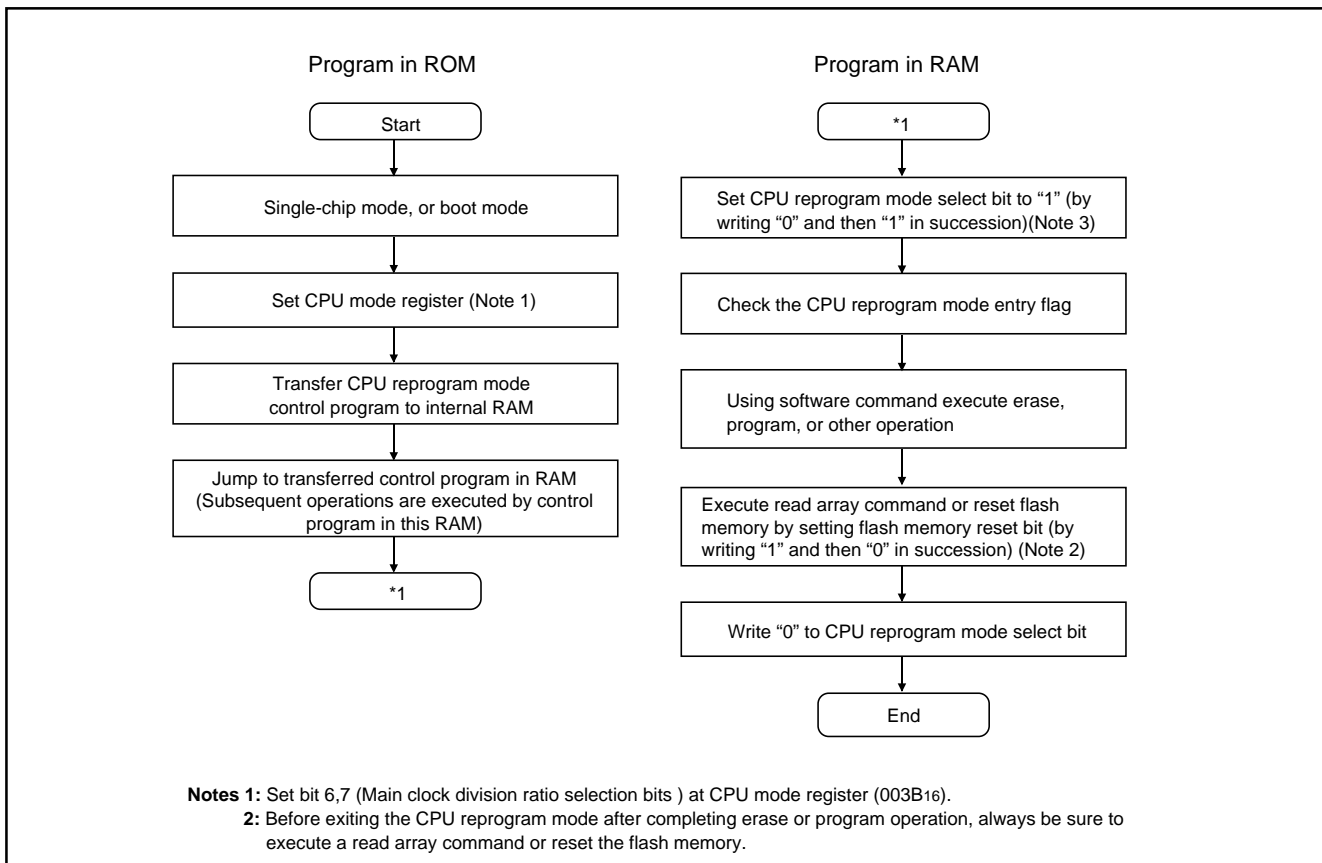 Program in ROM
Start
Single-chip mode, or boot mode
Set CPU mode register (Note 1)
Transfer CPU reprogram mode
control program to internal RAM
Jump to transferred control program in RAM
(Subsequent operations are executed by control
program in this RAM)
*1
Program in RAM
*1
Set CPU reprogram mode select bit to “1” (by
writing “0” and then “1” in succession)(Note 3)
Check the CPU reprogram mode entry flag
Using software command execute erase,
program, or other operation
Execute read array command or reset flash
memory by setting flash memory reset bit (by
writing “1” and then “0” in succession) (Note 2)
Write “0” to CPU reprogram mode select bit
End
Notes 1: Set bit 6,7 (Main clock division ratio selection bits ) at CPU mode register (003B16).
2: Before exiting the CPU reprogram mode after completing erase or program operation, always be sure to
execute a read array command or reset the flash memory.